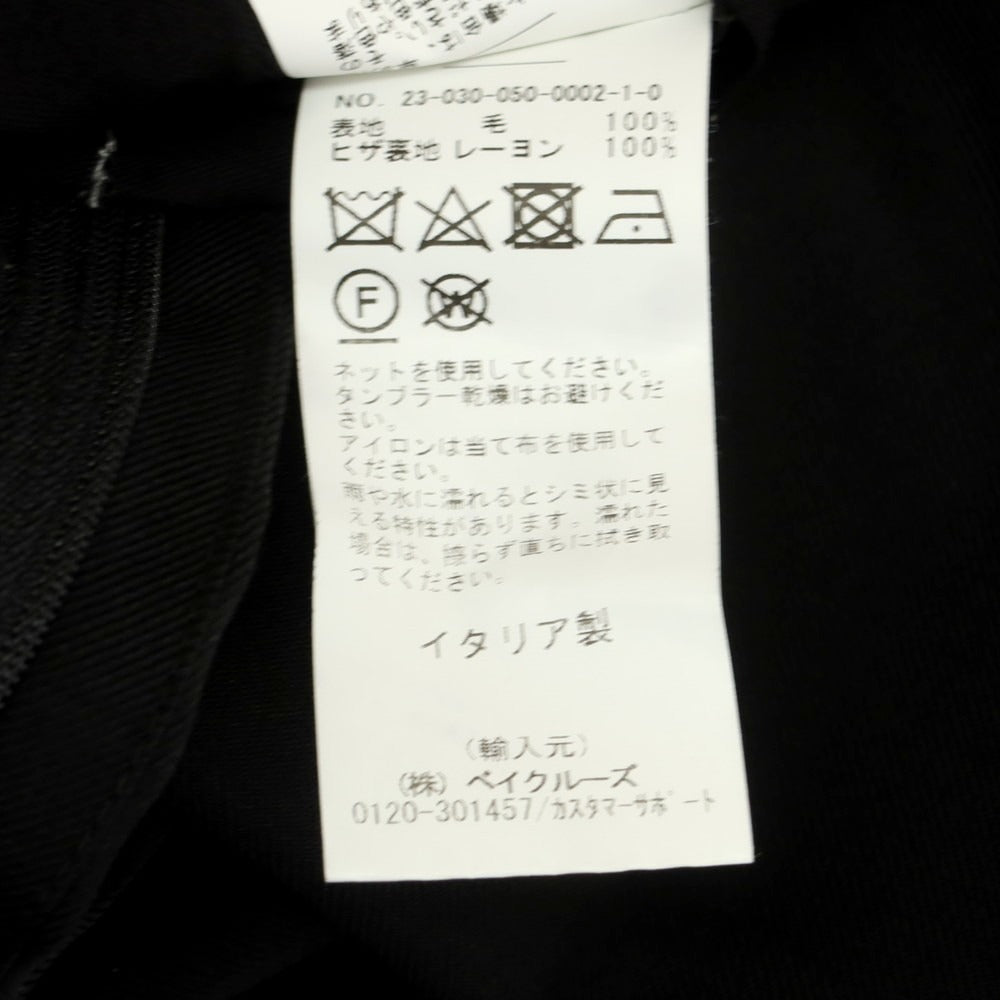 NO. 23-030-050-0002-1-0
表地 毛 100%
ヒザ裏地 レーヨン 100%
F
W
ネットを使用してください。
タンブラー乾燥はお避けくだ
さい。
アイロンは当て布を使用して
ください。
雨や水に濡れるとシミ状に見
える特性があります。濡れた
場合は、擦らず直ちに拭き取
ってください。
イタリア製
(輸入元)
(株) ベイクルーズ
0120-301457/カスタマーサポート